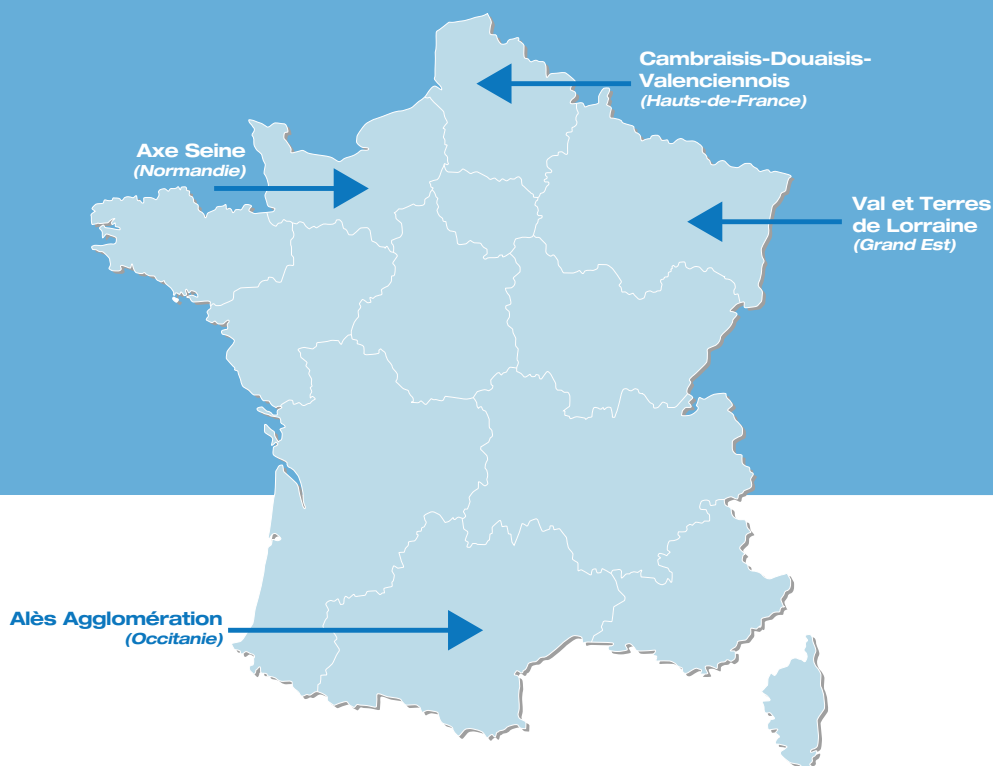 Cambraisis-Douaisis-
Valenciennois
(Hauts-de-France)
Axe Seine
(Normandie)
Val et Terres
de Lorraine
(Grand Est)
Alès Agglomération
(Occitanie)